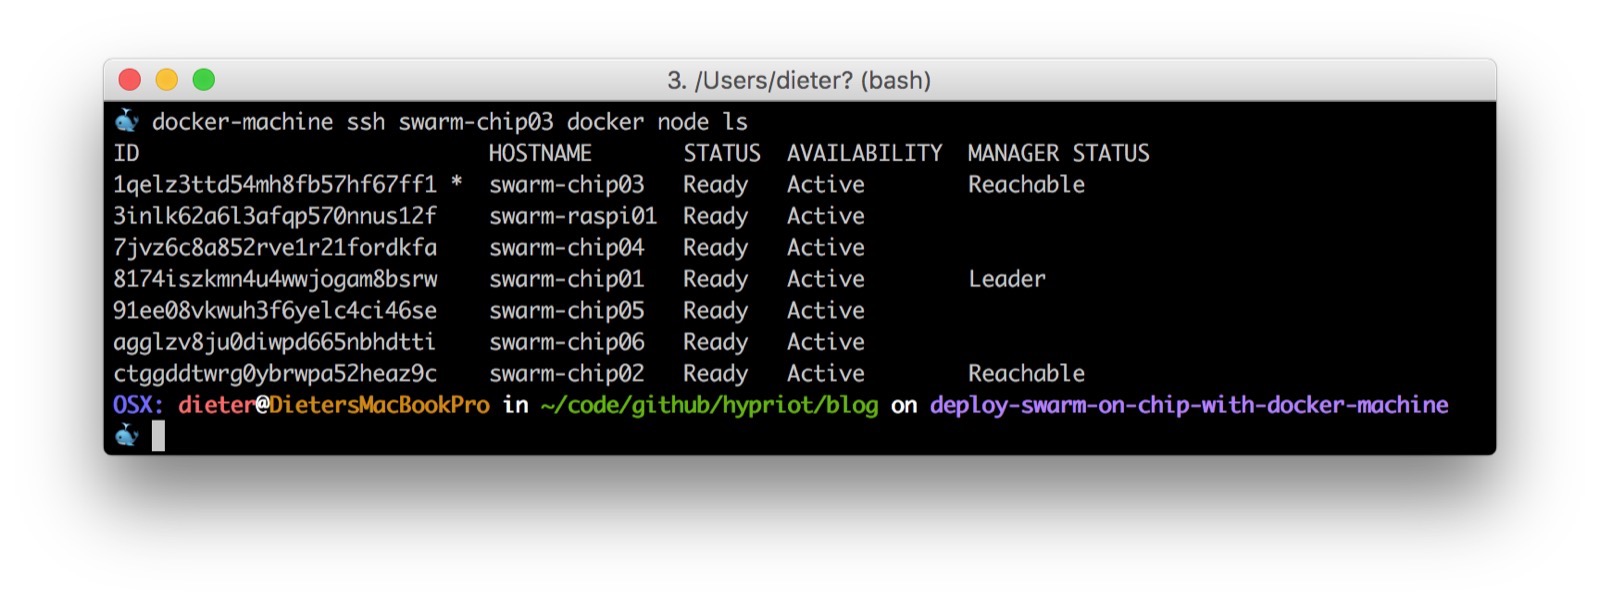 3. /Users/dieter? (bash)
docker-machine ssh swarm-chip03 docker node ls
ID HOSTNAME STATUS AVAILABILITY MANAGER STATUS
1qelz3ttd54mh8fb57hf67ff1 * swarm-chip03 Ready Active Reachable
3inlk62a6l3afqp570nnus12f swarm-raspi01 Ready Active
7jvz6c8a852rve1r21fordkfa swarm-chip04 Ready Active
8174iszkmn4u4wwjogam8bsrw swarm-chip01 Ready Active Leader
91ee08vkwuh3f6yelc4ci46se swarm-chip05 Ready Active
agglzv8ju0diwpd665nbhdtti swarm-chip06 Ready Active
ctggddtwrg0ybrwpa52heaz9c swarm-chip02 Ready Active Reachable
OSX: dieter@DietersMacBookPro in ~/code/github/hypriot/blog on deploy-swarm-on-chip-with-docker-machine